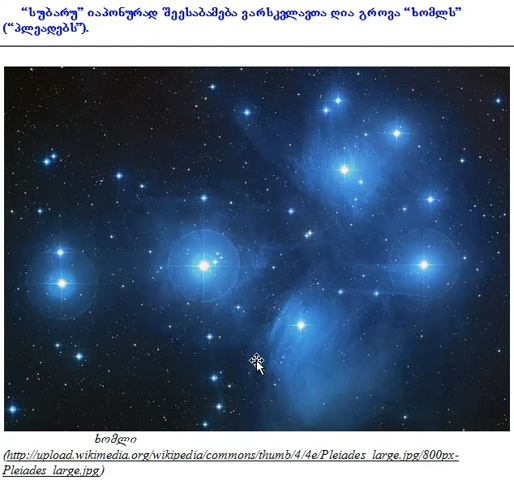 “სუბარუ” იაპონურად შეესაბამება ვარსკვლავთა ღია გროვა “ხომლს”
(“პლეადებს”).
ხომლი
(http://upload.wikimedia.org/wikipedia/commons/thumb/4/4e/Pleiades_large.jpg/800px-
Pleiades_large.jpg)